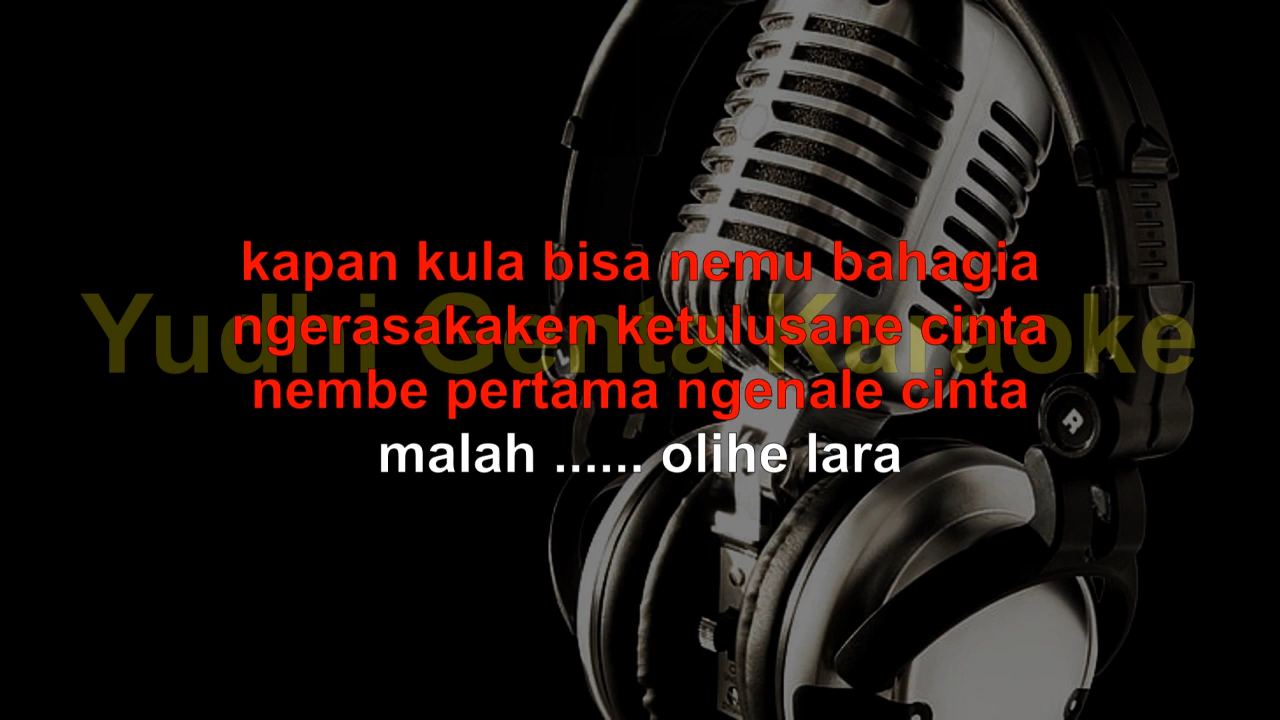 kapan kula bisa nemu bahagia
Yudhi Genta Karaoke
ngerasakaken ketulusane cinta
nembe pertama ngenale cinta
malah ...... olihe lara
R